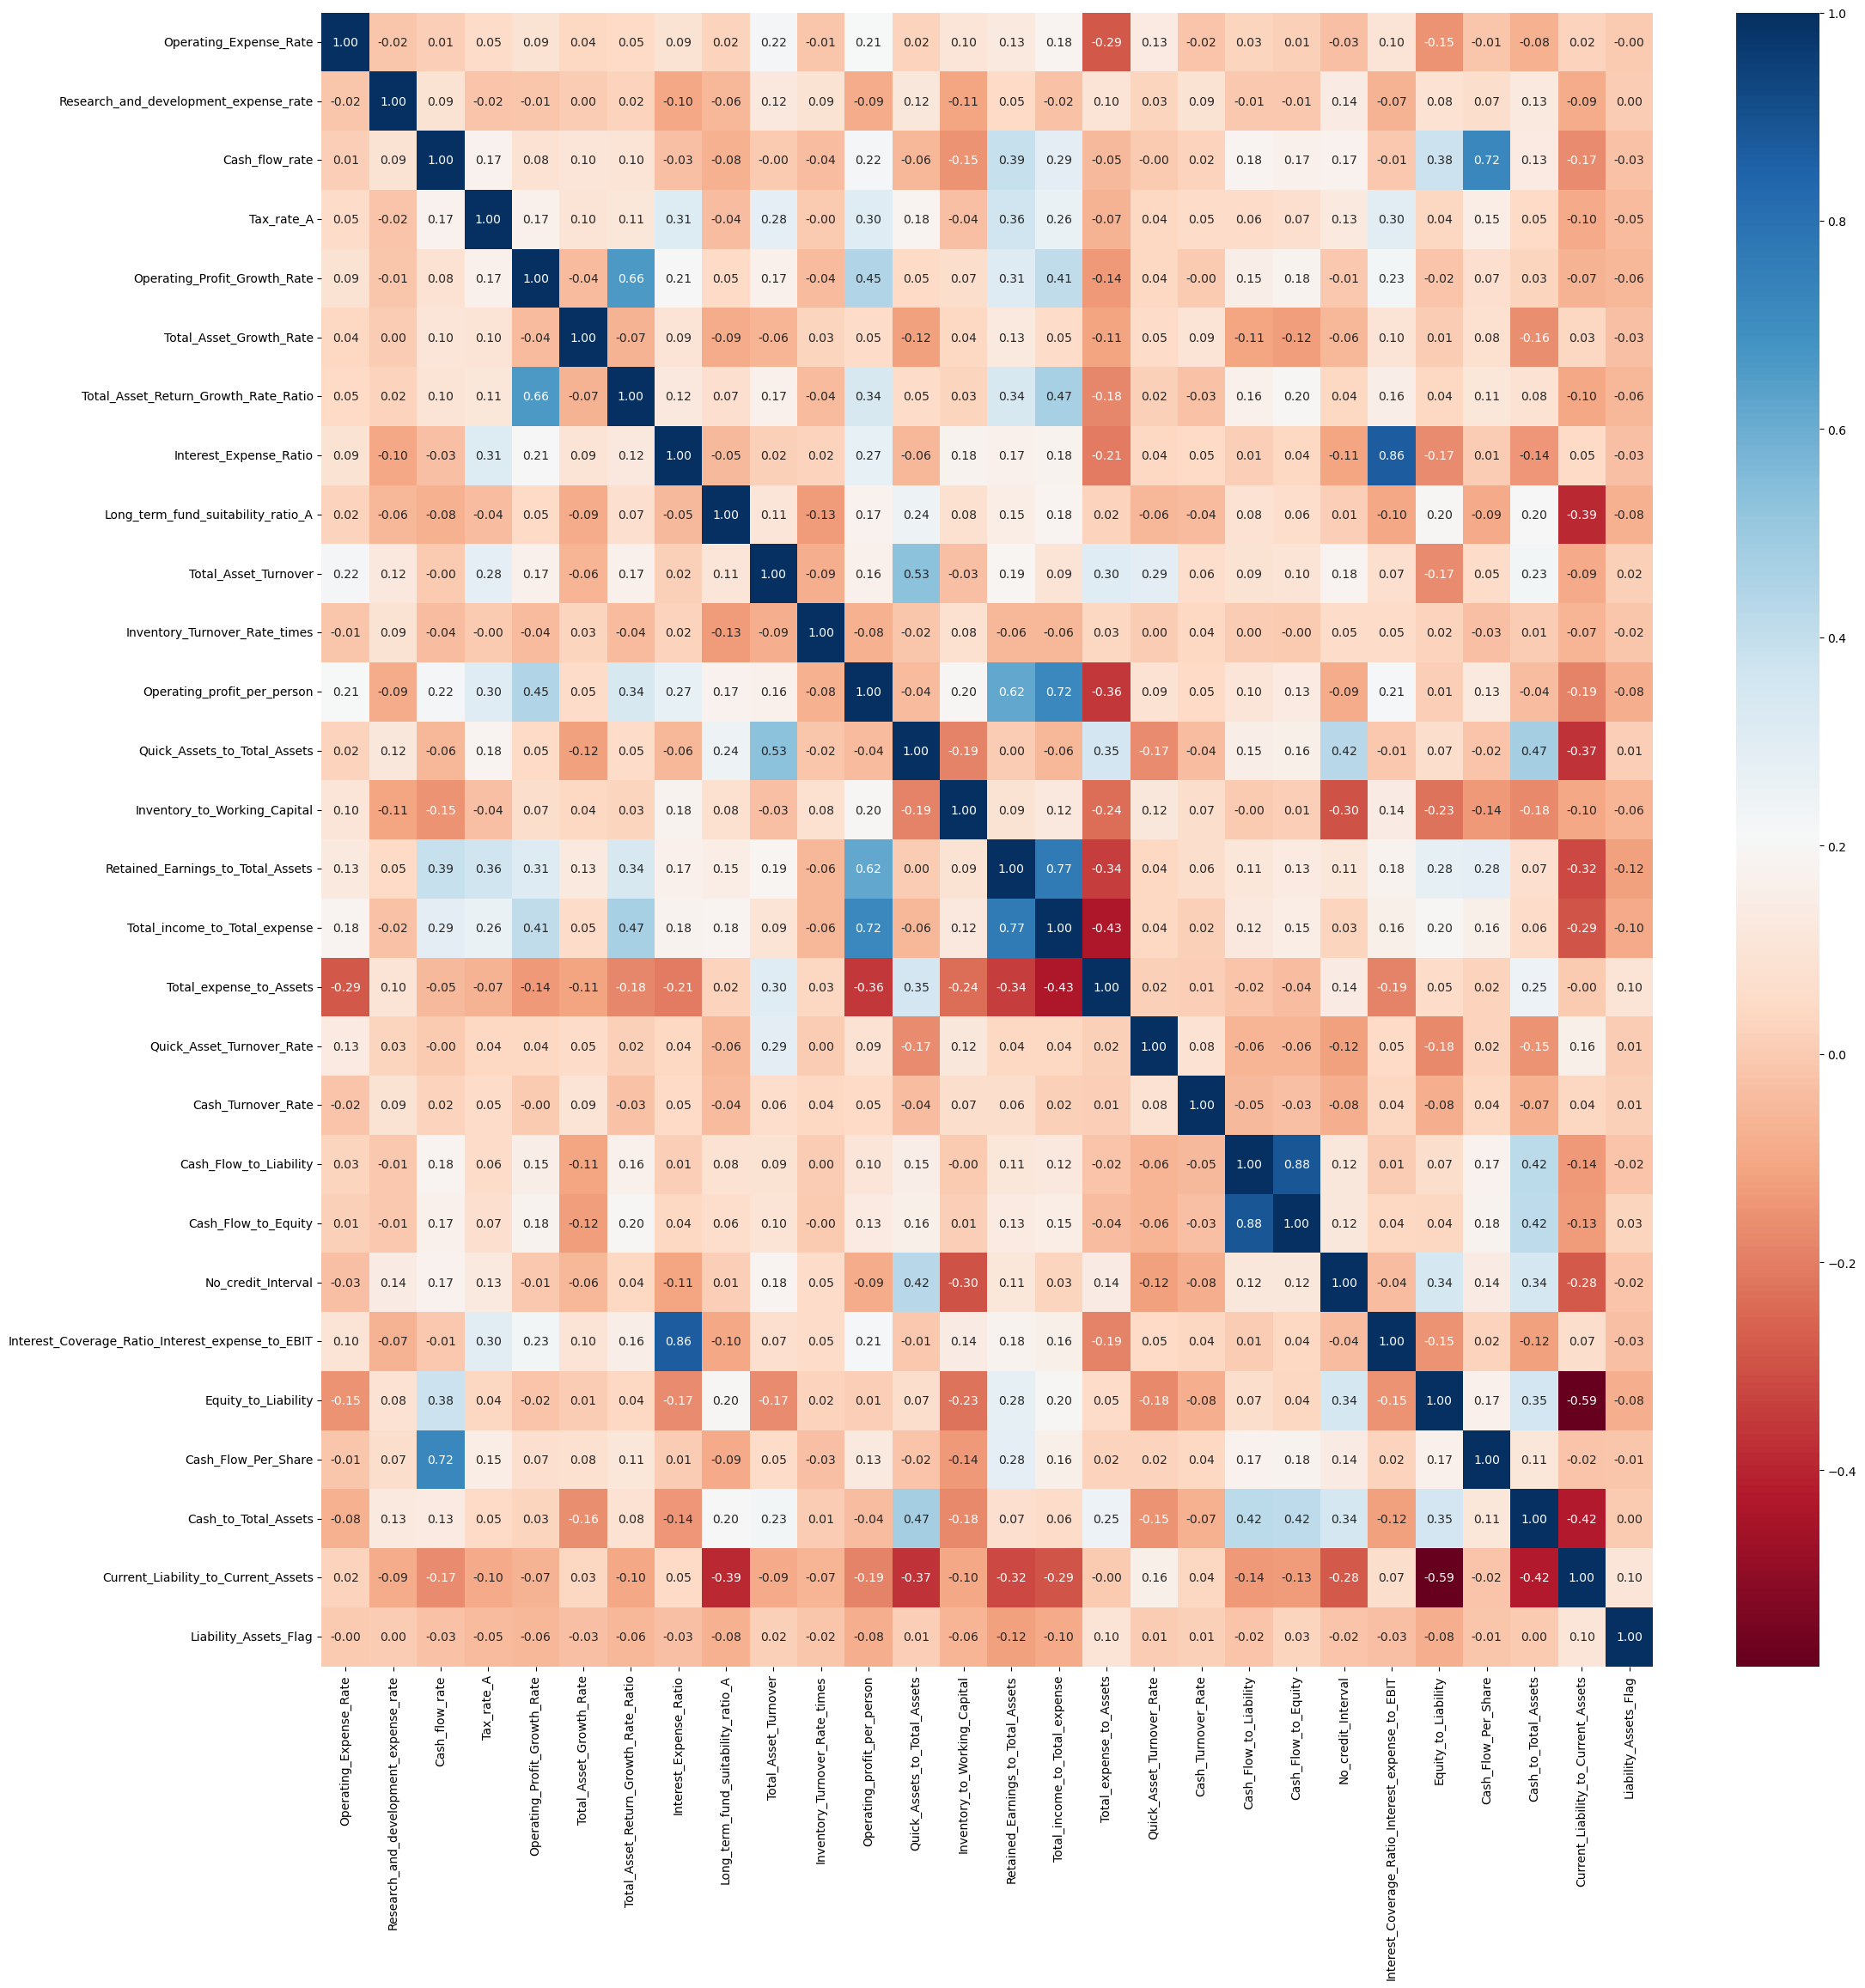 Operating_Expense_Rate 1.00 -0.02 0.01 0.05 0.09 0.04 0.05 0.09 0.02 0.22 -0.01 0.21 0.02 0.10 0.13 0.18 -0.29 0.13 -0.02 0.03 0.01 -0.03 0.10 -0.15 -0.01 -0.08 0.02 -0.00
Research_and_development_expense_rate -0.02 1.00 0.09 -0.02 -0.01 0.00 0.02 -0.10 -0.06 0.12 0.09 -0.09 0.12 -0.11 0.05 -0.02 0.10 0.03 0.09 -0.01 -0.01 0.14 -0.07 0.08 0.07 0.13 -0.09 0.00
Cash_flow_rate 0.01 0.09 1.00 0.17 0.08 0.10 0.10 -0.03 -0.08 -0.00 -0.04 0.22 -0.06 -0.15 0.39 0.29 -0.05 -0.00 0.02 0.18 0.17 0.17 -0.01 0.38 0.72 0.13 -0.17 -0.03
Tax_rate_A 0.05 -0.02 0.17 1.00 0.17 0.10 0.11 0.31 -0.04 0.28 -0.00 0.30 0.18 -0.04 0.36 0.26 -0.07 0.04 0.05 0.06 0.07 0.13 0.30 0.04 0.15 0.05 -0.10 -0.05
Operating_Profit_Growth_Rate 0.09 -0.01 0.08 0.17 1.00 -0.04 0.66 0.21 0.05 0.17 -0.04 0.45 0.05 0.07 0.31 0.41 -0.14 0.04 -0.00 0.15 0.18 -0.01 0.23 -0.02 0.07 0.03 -0.07 -0.06
Total_Asset_Growth_Rate 0.04 0.00 0.10 0.10 -0.04 1.00 -0.07 0.09 -0.09 -0.06 0.03 0.05 -0.12 0.04 0.13 0.05 -0.11 0.05 0.09 -0.11 -0.12 -0.06 0.10 0.01 0.08 -0.16 0.03 -0.03
Total_Asset_Return_Growth_Rate_Ratio 0.05 0.02 0.10 0.11 0.66 -0.07 1.00 0.12 0.07 0.17 -0.04 0.34 0.05 0.03 0.34 0.47 -0.18 0.02 -0.03 0.16 0.20 0.04 0.16 0.04 0.11 0.08 -0.10 -0.06
Interest_Expense_Ratio 0.09 -0.10 -0.03 0.31 0.21 0.09 0.12 1.00 -0.05 0.02 0.02 0.27 -0.06 0.18 0.17 0.18 -0.21 0.04 0.05 0.01 0.04 -0.11 0.86 -0.17 0.01 -0.14 0.05 -0.03
Long_term_fund_suitability_ratio_A 0.02 -0.06 -0.08 -0.04 0.05 -0.09 0.07 -0.05 1.00 0.11 -0.13 0.17 0.24 0.08 0.15 0.18 0.02 -0.06 -0.04 0.08 0.06 0.01 -0.10 0.20 -0.09 0.20 -0.39 -0.08
Total_Asset_Turnover 0.22 0.12 -0.00 0.28 0.17 -0.06 0.17 0.02 0.11 1.00 -0.09 0.16 0.53 -0.03 0.19 0.09 0.30 0.29 0.06 0.09 0.10 0.18 0.07 -0.17 0.05 0.23 -0.09 0.02
Inventory_Turnover_Rate_times -0.01 0.09 -0.04 -0.00 -0.04 0.03 -0.04 0.02 -0.13 -0.09 1.00 -0.08 -0.02 0.08 -0.06 -0.06 0.03 0.00 0.04 0.00 -0.00 0.05 0.05 0.02 -0.03 0.01 -0.07 -0.02
Operating_profit_per_person 0.21 -0.09 0.22 0.30 0.45 0.05 0.34 0.27 0.17 0.16 -0.08 1.00 -0.04 0.20 0.62 0.72 -0.36 0.09 0.05 0.10 0.13 -0.09 0.21 0.01 0.13 -0.04 -0.19 -0.08
Quick_Assets_to_Total_Assets 0.02 0.12 -0.06 0.18 0.05 -0.12 0.05 -0.06 0.24 0.53 -0.02 -0.04 1.00 -0.19 0.00 -0.06 0.35 -0.17 -0.04 0.15 0.16 0.42 -0.01 0.07 -0.02 0.47 -0.37 0.01
Inventory_to_Working_Capital 0.10 -0.11 -0.15 -0.04 0.07 0.04 0.03 0.18 0.08 -0.03 0.08 0.20 -0.19 1.00 0.09 0.12 -0.24 0.12 0.07 -0.00 0.01 -0.30 0.14 -0.23 -0.14 -0.18 -0.10 -0.06
Retained_Earnings_to_Total_Assets 0.13 0.05 0.39 0.36 0.31 0.13 0.34 0.17 0.15 0.19 -0.06 0.62 0.00 0.09 1.00 0.77 -0.34 0.04 0.06 0.11 0.13 0.11 0.18 0.28 0.28 0.07 -0.32 -0.12
Total_income_to_Total_expense 0.18 -0.02 0.29 0.26 0.41 0.05 0.47 0.18 0.18 0.09 -0.06 0.72 -0.06 0.12 0.77 1.00 -0.43 0.04 0.02 0.12 0.15 0.03 0.16 0.20 0.16 0.06 -0.29 -0.10
Total_expense_to_Assets -0.29 0.10 -0.05 -0.07 -0.14 -0.11 -0.18 -0.21 0.02 0.30 0.03 -0.36 0.35 -0.24 -0.34 -0.43 1.00 0.02 0.01 -0.02 -0.04 0.14 -0.19 0.05 0.02 0.25 -0.00 0.10
Quick_Asset_Turnover_Rate 0.13 0.03 -0.00 0.04 0.04 0.05 0.02 0.04 -0.06 0.29 0.00 0.09 -0.17 0.12 0.04 0.04 0.02 1.00 0.08 -0.06 -0.06 -0.12 0.05 -0.18 0.02 -0.15 0.16 0.01
Cash_Turnover_Rate -0.02 0.09 0.02 0.05 -0.00 0.09 -0.03 0.05 -0.04 0.06 0.04 0.05 -0.04 0.07 0.06 0.02 0.01 0.08 1.00 -0.05 -0.03 -0.08 0.04 -0.08 0.04 -0.07 0.04 0.01
Cash_Flow_to_Liability 0.03 -0.01 0.18 0.06 0.15 -0.11 0.16 0.01 0.08 0.09 0.00 0.10 0.15 -0.00 0.11 0.12 -0.02 -0.06 -0.05 1.00 0.88 0.12 0.01 0.07 0.17 0.42 -0.14 -0.02
Cash_Flow_to_Equity 0.01 -0.01 0.17 0.07 0.18 -0.12 0.20 0.04 0.06 0.10 -0.00 0.13 0.16 0.01 0.13 0.15 -0.04 -0.06 -0.03 0.88 1.00 0.12 0.04 0.04 0.18 0.42 -0.13 0.03
No_credit_Interval -0.03 0.14 0.17 0.13 -0.01 -0.06 0.04 -0.11 0.01 0.18 0.05 -0.09 0.42 -0.30 0.11 0.03 0.14 -0.12 -0.08 0.12 0.12 1.00 -0.04 0.34 0.14 0.34 -0.28 -0.02
Interest_Coverage_Ratio_Interest_expense_to_EBIT 0.10 -0.07 -0.01 0.30 0.23 0.10 0.16 0.86 -0.10 0.07 0.05 0.21 -0.01 0.14 0.18 0.16 -0.19 0.05 0.04 0.01 0.04 -0.04 1.00 -0.15 0.02 -0.12 0.07 -0.03
Equity_to_Liability -0.15 0.08 0.38 0.04 -0.02 0.01 0.04 -0.17 0.20 -0.17 0.02 0.01 0.07 -0.23 0.28 0.20 0.05 -0.18 -0.08 0.07 0.04 0.34 -0.15 1.00 0.17 0.35 -0.59 -0.08
Cash_Flow_Per_Share -0.01 0.07 0.72 0.15 0.07 0.08 0.11 0.01 -0.09 0.05 -0.03 0.13 -0.02 -0.14 0.28 0.16 0.02 0.02 0.04 0.17 0.18 0.14 0.02 0.17 1.00 0.11 -0.02 -0.01
Cash_to_Total_Assets -0.08 0.13 0.13 0.05 0.03 -0.16 0.08 -0.14 0.20 0.23 0.01 -0.04 0.47 -0.18 0.07 0.06 0.25 -0.15 -0.07 0.42 0.42 0.34 -0.12 0.35 0.11 1.00 -0.42 0.00
Current_Liability_to_Current_Assets 0.02 -0.09 -0.17 -0.10 -0.07 0.03 -0.10 0.05 -0.39 -0.09 -0.07 -0.19 -0.37 -0.10 -0.32 -0.29 -0.00 0.16 0.04 -0.14 -0.13 -0.28 0.07 -0.59 -0.02 -0.42 1.00 0.10
Liability_Assets_Flag -0.00 0.00 -0.03 -0.05 -0.06 -0.03 -0.06 -0.03 -0.08 0.02 -0.02 -0.08 0.01 -0.06 -0.12 -0.10 0.10 0.01 0.01 -0.02 0.03 -0.02 -0.03 -0.08 -0.01 0.00 0.10 1.00
Operating_Expense_Rate
Research_and_development_expense_rate
Cash_flow_rate
Tax_rate_A
Operating_Profit_Growth_Rate
Total_Asset_Growth_Rate
Total_Asset_Return_Growth_Rate_Ratio
Interest_Expense_Ratio
Long_term_fund_suitability_ratio_A
Total_Asset_Turnover
Inventory_Turnover_Rate_times
Operating_profit_per_person
Quick_Assets_to_Total_Assets
Inventory_to_Working_Capital
Retained_Earnings_to_Total_Assets
Total_income_to_Total_expense
Total_expense_to_Assets
Quick_Asset_Turnover_Rate
Cash_Turnover_Rate
Cash_Flow_to_Liability
Cash_Flow_to_Equity
No_credit_Interval
Interest_Coverage_Ratio_Interest_expense_to_EBIT
Equity_to_Liability
Cash_Flow_Per_Share
Cash_to_Total_Assets
Current_Liability_to_Current_Assets
Liability_Assets_Flag
1.0
0.8
0.6
0.4
0.2
0.0
−0.2
−0.4